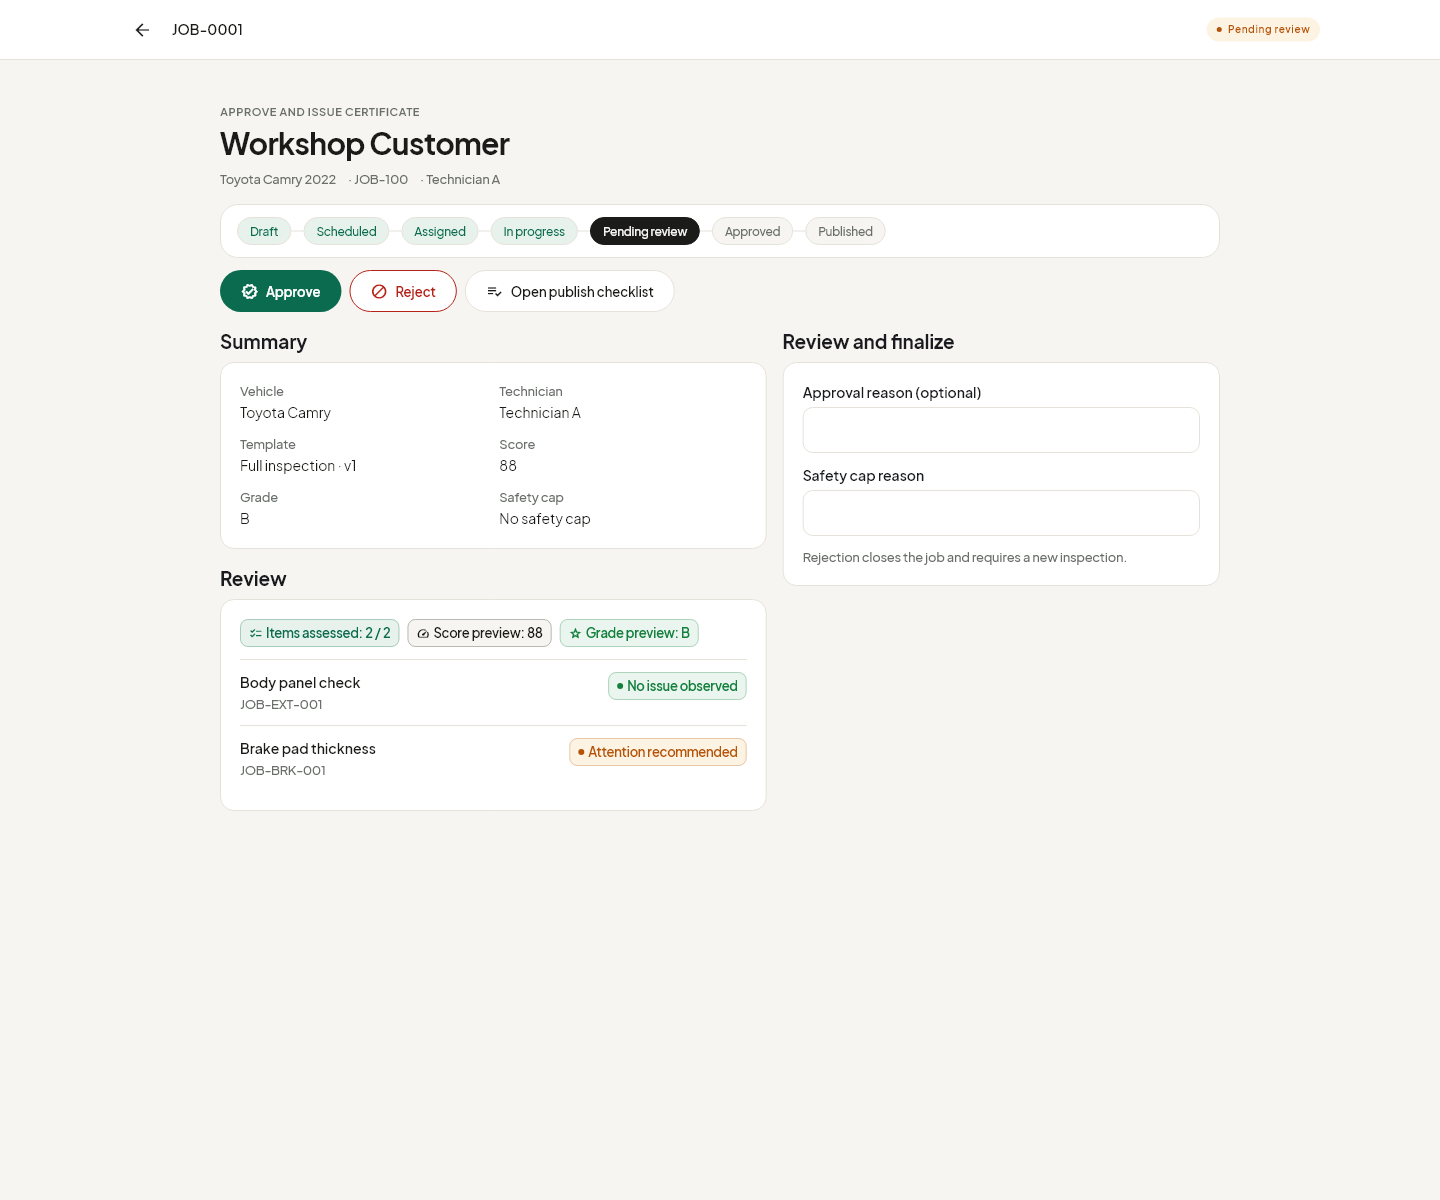 JOB-0001
Pending review
APPROVE AND ISSUE CERTIFICATE
Workshop Customer
Toyota Camry 2022 · JOB-100 · Technician A
Draft Scheduled Assigned In progress Pending review Approved Published
Approve Reject Open publish checklist
Summary
Vehicle Technician
Toyota Camry Technician A
Template Score
Full inspection · v1 88
Grade Safety cap
B No safety cap
Review
Items assessed: 2 / 2 Score preview: 88 Grade preview: B
Body panel check No issue observed
JOB-EXT-001
Brake pad thickness Attention recommended
JOB-BRK-001
Review and finalize
Approval reason (optional)
Safety cap reason
Rejection closes the job and requires a new inspection.